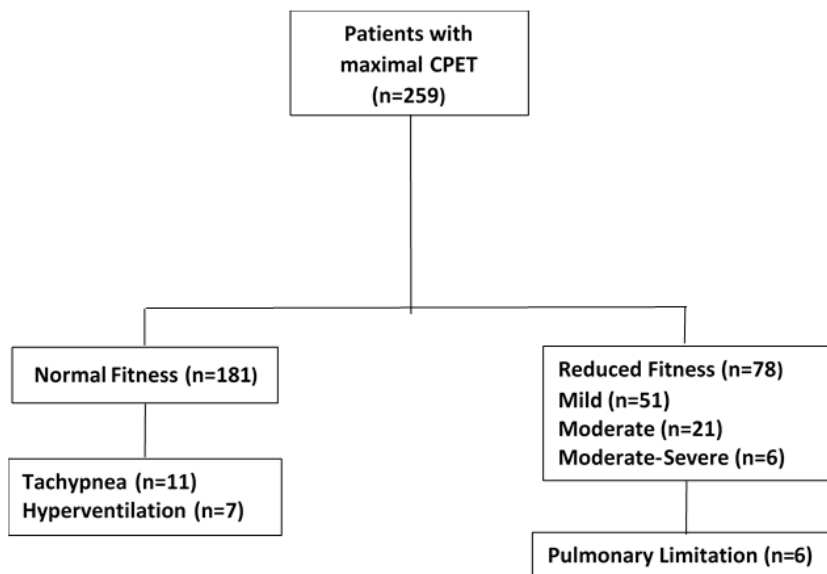 Patients with
maximal CPET
(n=259)
Normal Fitness (n=181)
Tachypnea (n=11)
Hyperventilation (n=7)
Reduced Fitness (n=78)
Mild (n=51)
Moderate (n=21)
Moderate-Severe (n=6)
Pulmonary Limitation (n=6)